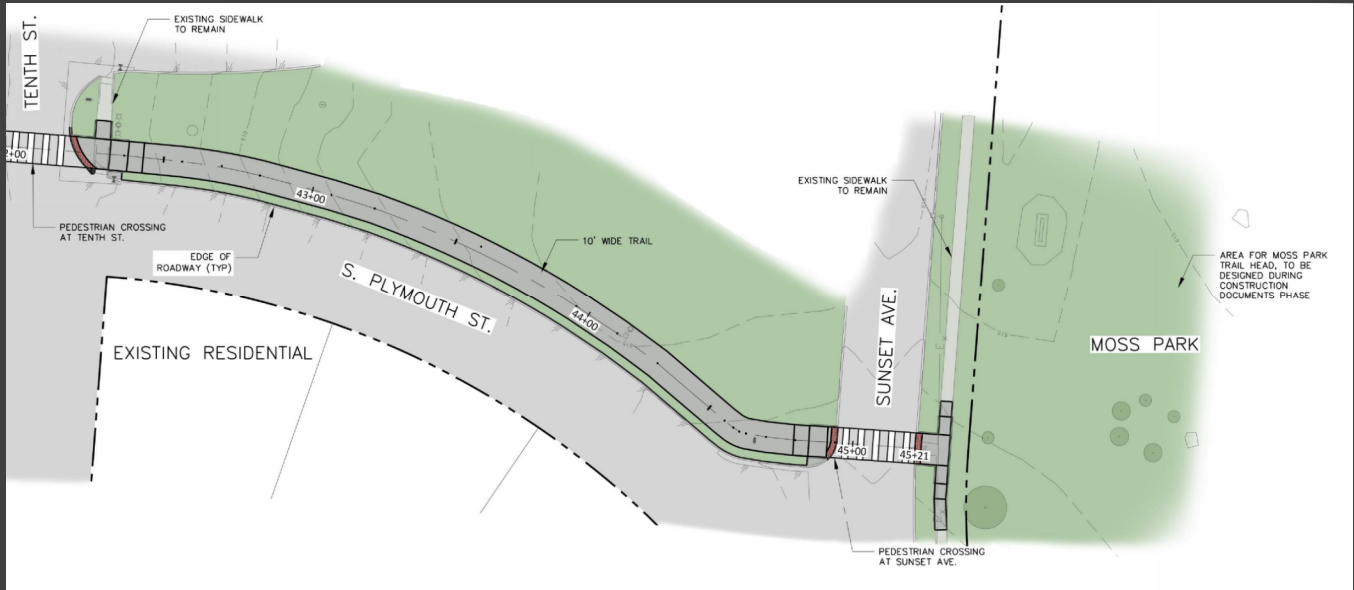 TENTH ST.
EXISTING SIDEWALK
TO REMAIN
2+00
PEDESTRIAN CROSSING
AT TENTH ST.
43+00
EDGE OF
ROADWAY (TYP)
10' WIDE TRAIL
S. PLYMOUTH ST.
44+00
EXISTING RESIDENTIAL
EXISTING SIDEWALK
TO REMAIN
SUNSET AVE.
AREA FOR MOSS PARK
TRAIL HEAD, TO BE
DESIGNED DURING
CONSTRUCTION
DOCUMENTS PHASE
MOSS PARK
45+00
45+21
PEDESTRIAN CROSSING
AT SUNSET AVE.